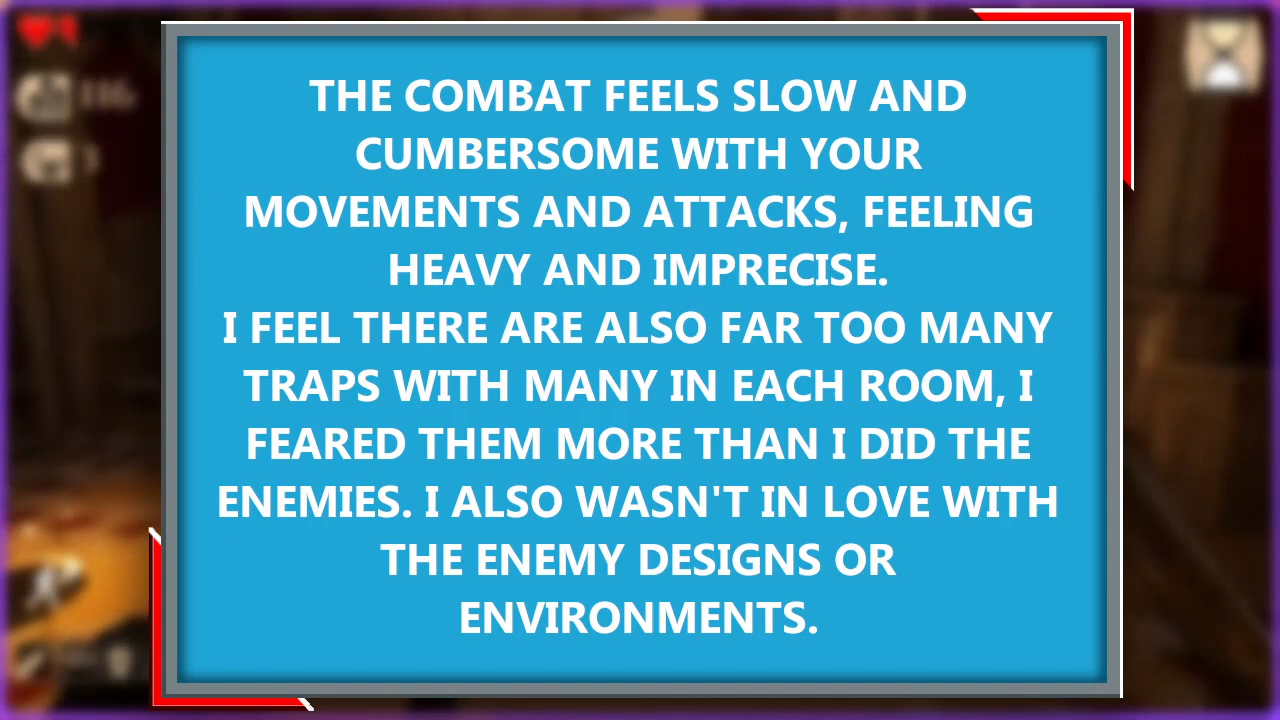 THE COMBAT FEELS SLOW AND
CUMBERSOME WITH YOUR
MOVEMENTS AND ATTACKS, FEELING
HEAVY AND IMPRECISE.
I FEEL THERE ARE ALSO FAR TOO MANY
TRAPS WITH MANY IN EACH ROOM, I
FEARED THEM MORE THAN I DID THE
ENEMIES. I ALSO WASN'T IN LOVE WITH
THE ENEMY DESIGNS OR
ENVIRONMENTS.